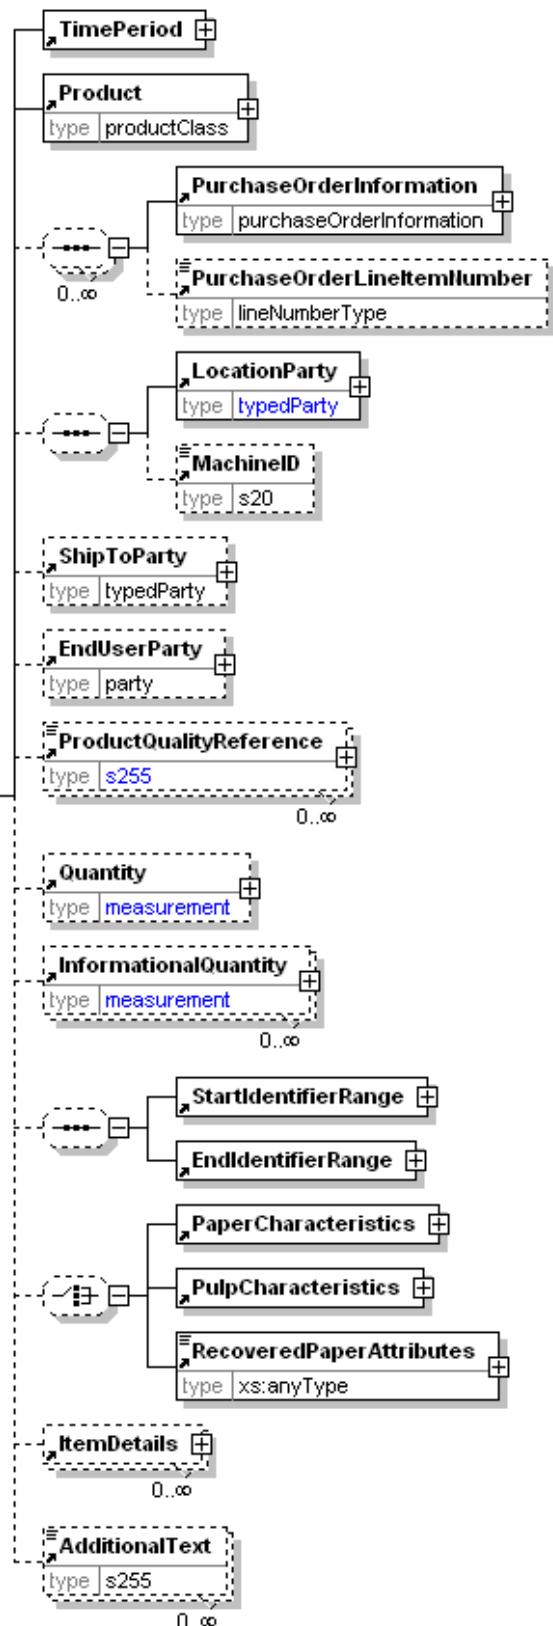 TimePeriod
Product
type productClass
PurchaseOrderInformation
type purchaseOrderInformation
0..∞
PurchaseOrderLineItemNumber
type lineNumberType
LocationParty
type typedParty
MachineID
type s20
ShipToParty
type typedParty
EndUserParty
type party
ProductQualityReference
type s255
0..∞
Quantity
type measurement
InformationalQuantity
type measurement
0..∞
StartIdentifierRange
EndIdentifierRange
PaperCharacteristics
PulpCharacteristics
RecoveredPaperAttributes
type xs:anyType
ItemDetails
0..∞
AdditionalText
type s255
0..∞